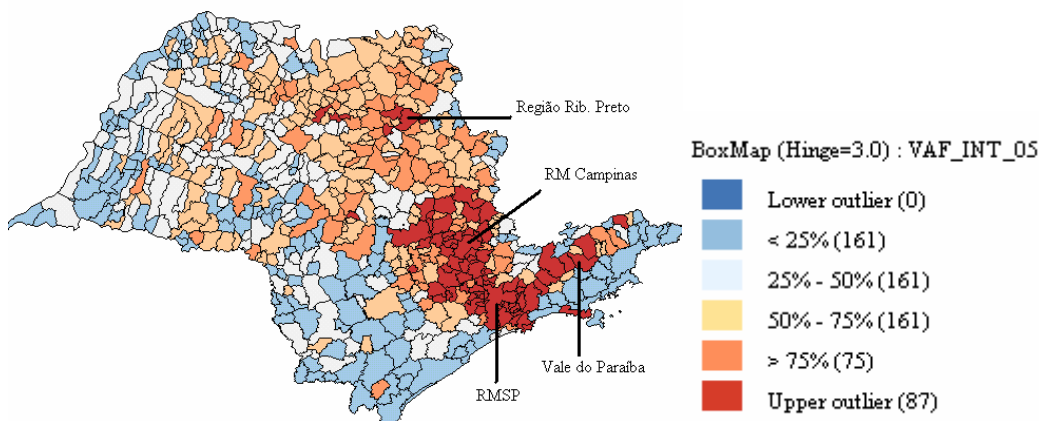 Região Rib. Preto
RM Campinas
Vale do Paraíba
RMSP
BoxMap (Hinge=3.0) : VAF_INT_05
Lower outlier (0)
< 25% (161)
25% - 50% (161)
50% - 75% (161)
> 75% (75)
Upper outlier (87)